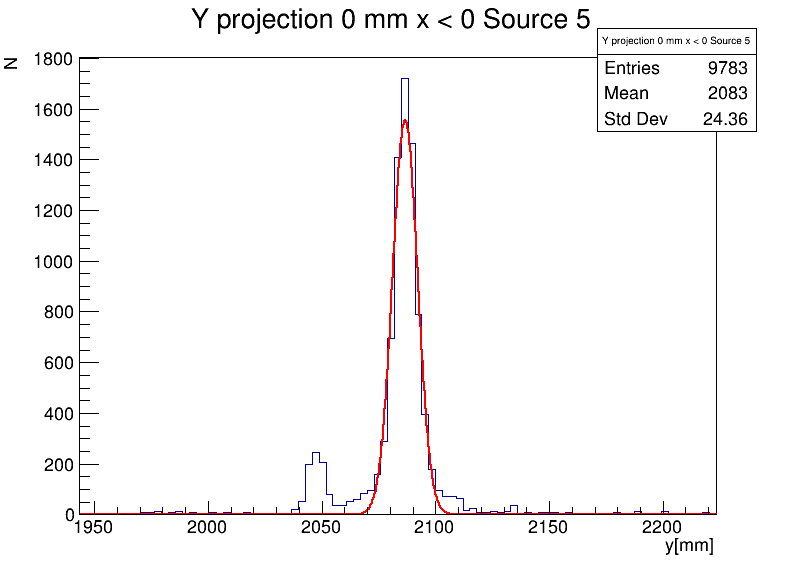 Y projection 0 mm x < 0 Source 5
Y projection 0 mm x < 0 Source 5
Entries 9783
Mean 2083
Std Dev 24.36
N
1800
1600
1400
1200
1000
800
600
400
200
0
1950 2000 2050 2100 2150 2200
y[mm]